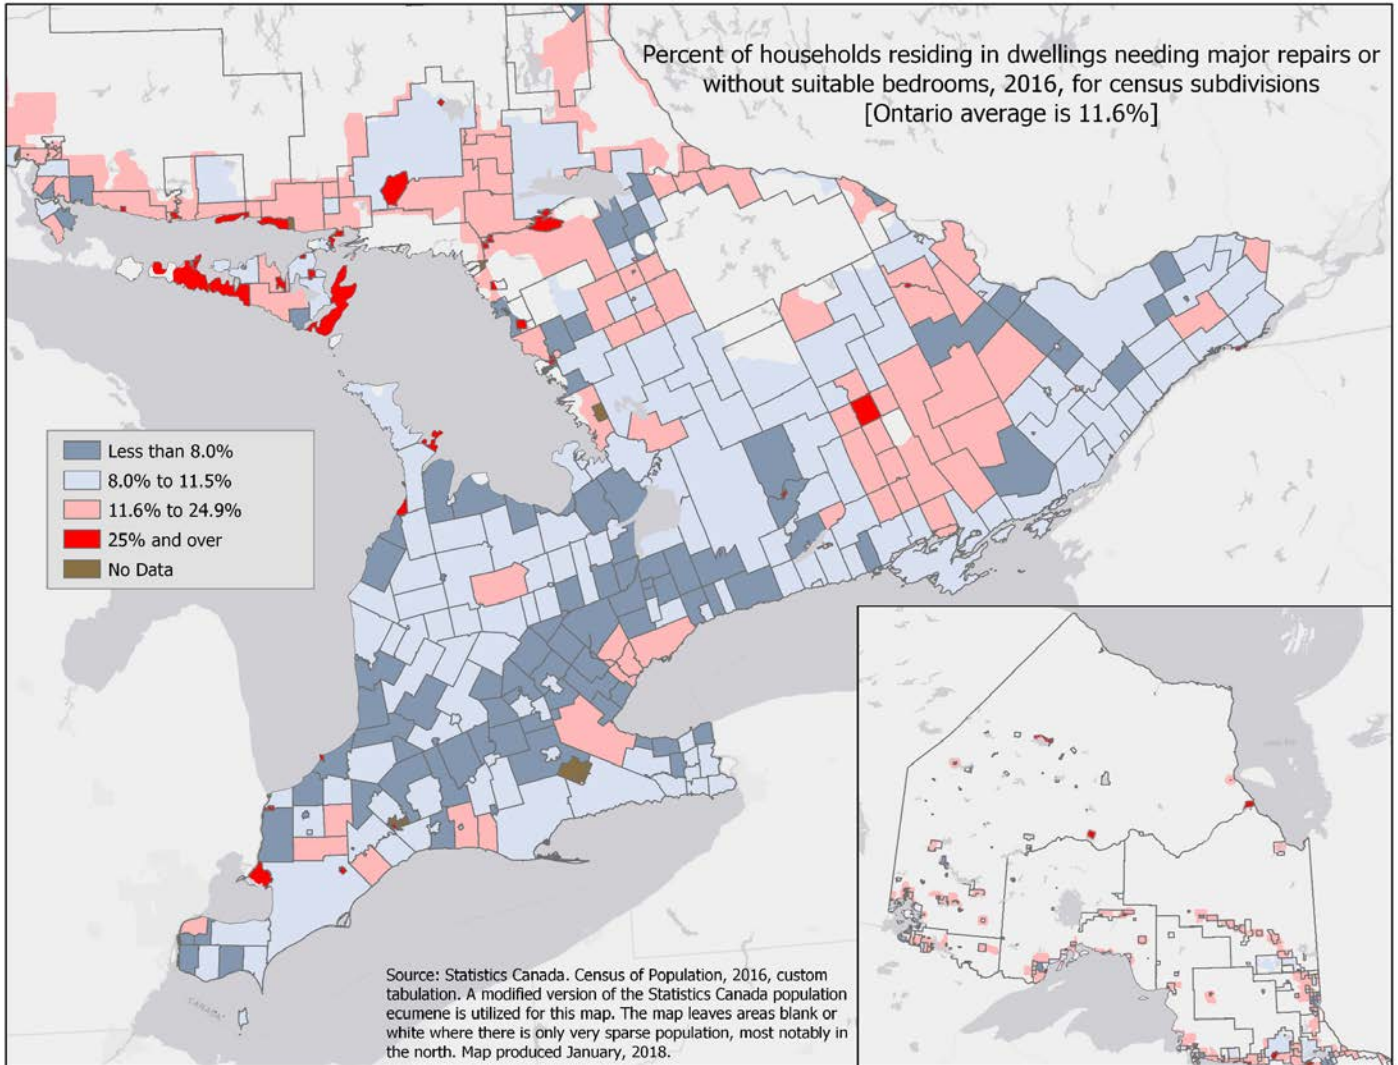 Percent of households residing in dwellings needing major repairs or
without suitable bedrooms, 2016, for census subdivisions
[Ontario average is 11.6%]
Less than 8.0%
8.0% to 11.5%
11.6% to 24.9%
25% and over
No Data
Source: Statistics Canada. Census of Population, 2016, custom
tabulation. A modified version of the Statistics Canada population
ecumene is utilized for this map. The map leaves areas blank or
white where there is only very sparse population, most notably in
the north. Map produced January, 2018.
CANADA